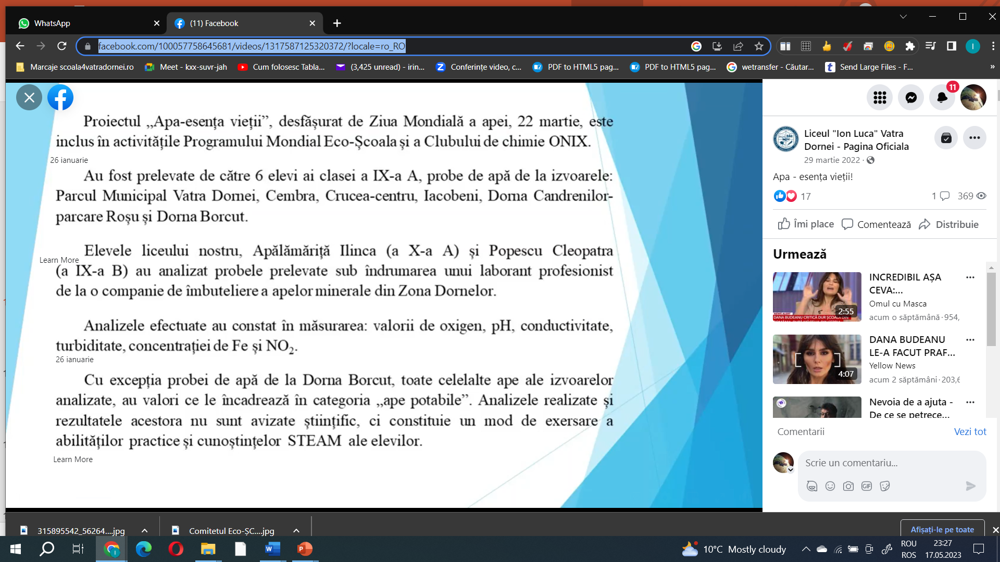 WhatsApp
(11) Facebook
facebook.com/100057758645681/videos/1317587125320372/?locale=ro_RO
Marcaje scoala4vatradornei.ro
Meet - kxx-suvr-jah
Cum folosesc Tabla...
(3,425 unread) - irin...
Conferințe video, c...
PDF to HTML5 pag...
PDF to HTML5 pag...
wetransfer - Căutar...
Send Large Files - F...
»
Proiectul „Apa-esența vieții”, desfășurat de Ziua Mondială a apei, 22 martie, este
inclus în activitățile Programului Mondial Eco-Școala și a Clubului de chimie ONIX.
26 ianuarie
Au fost prelevate de către 6 elevi ai clasei a IX-a A, probe de apă de la izvoarele:
Parcul Municipal Vatra Dornei, Cembra, Crucea-centru, Iacobeni, Dorna Candrenilor-
parcare Roșu și Dorna Borcut.
Elevele liceului nostru, Apălămăriță Ilinca (a X-a A) și Popescu Cleopatra
Learn More
(a IX-a B) au analizat probele prelevate sub îndrumarea unui laborant profesionist
de la o companie de îmbuteliere a apelor minerale din Zona Dornelor.
Analizele efectuate au constat în măsurarea: valorii de oxigen, pH, conductivitate,
turbiditate, concentrației de Fe și NO₂.
26 ianuarie
Cu excepția probei de apă de la Dorna Borcut, toate celelalte ape ale izvoarelor
analizate, au valori ce le încadrează în categoria „ape potabile”. Analizele realizate și
rezultatele acestora nu sunt avizate științific, ci constituie un mod de exersare a
abilităților practice și cunoștințelor STEAM ale elevilor.
Learn More
11
Liceul "Ion Luca" Vatra
Dornei - Pagina Oficiala
29 martie 2022 ·
Apa - esența vieții!
17
1
369
Îmi place
Comentează
Distribuie
Urmează
INCREDIBIL AȘA
CEVA:...
Omul cu Masca
acum o săptămână · 954,
2:55
NEWS ALERT
DANA BUDEANU CRITICĂ DUR ȘCOALA DIN
DANA BUDEANU
LE-A FACUT PRAF...
Yellow News
acum 2 săptămâni · 203,6
4:07
Nevoia de a ajuta -
De ce se petrece...
Comentarii
Vezi tot
Scrie un comentariu...
GIF
315895542_56264....jpg
Comitetul Eco-ȘC....jpg
Afișați-le pe toate
10°C Mostly cloudy
ROU
ROS
23:27
17.05.2023